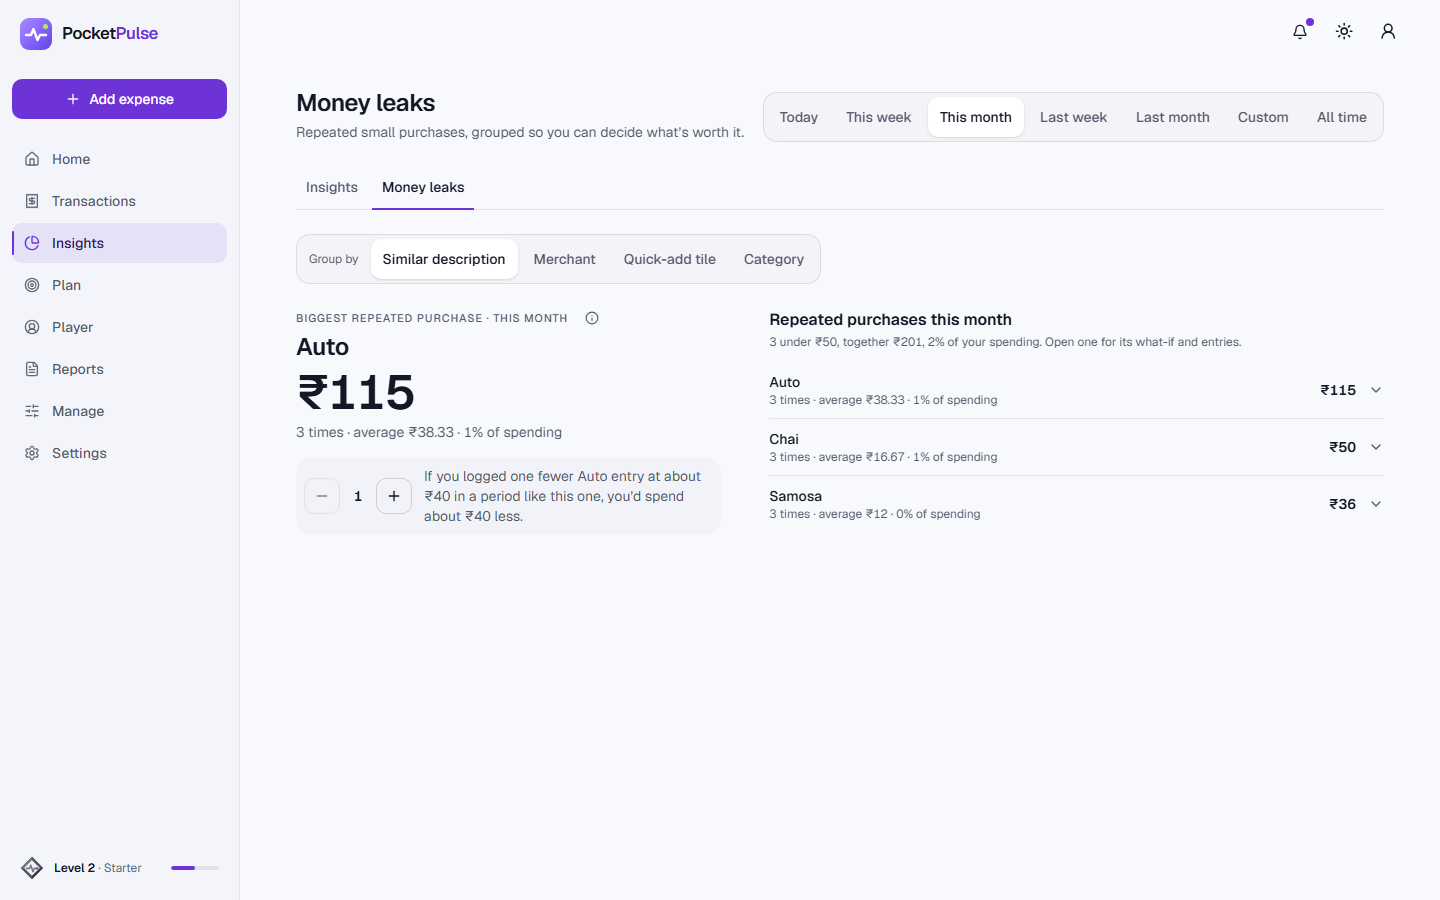 PocketPulse
Add expense
Home
Transactions
Insights
Plan
Player
Reports
Manage
Settings
Level 2 · Starter
Money leaks
Repeated small purchases, grouped so you can decide what's worth it.
Today
This week
This month
Last week
Last month
Custom
All time
Insights
Money leaks
Group by
Similar description
Merchant
Quick-add tile
Category
BIGGEST REPEATED PURCHASE · THIS MONTH
Auto
₹115
3 times · average ₹38.33 · 1% of spending
1
If you logged one fewer Auto entry at about
₹40 in a period like this one, you'd spend
about ₹40 less.
Repeated purchases this month
3 under ₹50, together ₹201, 2% of your spending. Open one for its what-if and entries.
Auto
3 times · average ₹38.33 · 1% of spending
₹115
Chai
3 times · average ₹16.67 · 1% of spending
₹50
Samosa
3 times · average ₹12 · 0% of spending
₹36